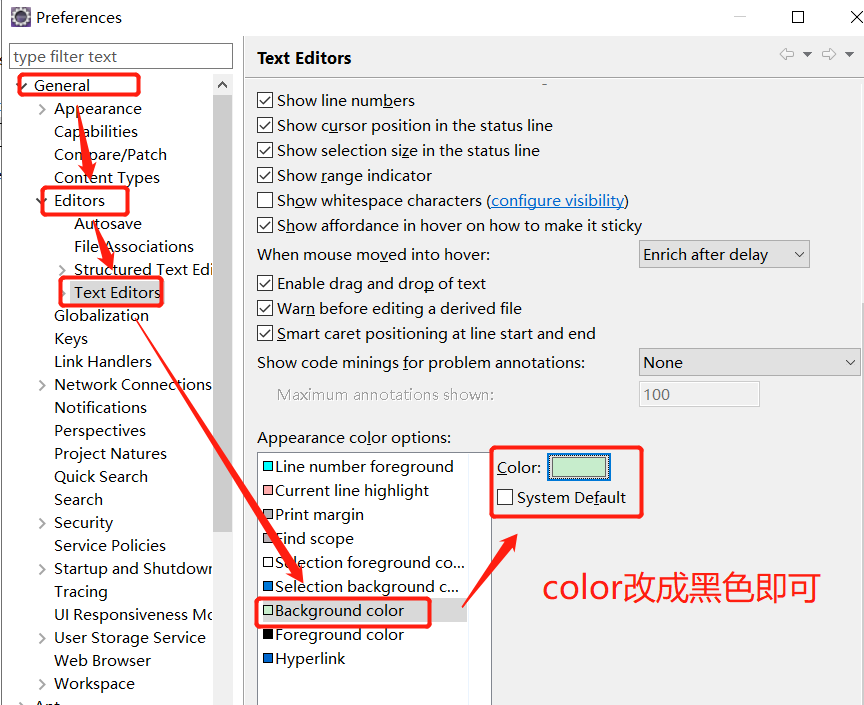 Preferences
type filter text
Text Editors
General
Appearance
Capabilities
Compare/Patch
Content Types
Editors
Autosave
File Associations
Structured Text Edi
Text Editors
Globalization
Keys
Link Handlers
Network Connections
Notifications
Perspectives
Project Natures
Quick Search
Search
Security
Service Policies
Startup and Shutdown
Tracing
UI Responsiveness Mo
User Storage Service
Web Browser
Workspace
Show line numbers
Show cursor position in the status line
Show selection size in the status line
Show range indicator
Show whitespace characters (configure visibility)
Show affordance in hover on how to make it sticky
When mouse moved into hover: Enrich after delay
Enable drag and drop of text
Warn before editing a derived file
Smart caret positioning at line start and end
Show code minings for problem annotations: None
Maximum annotations shown: 100
Appearance color options:
Line number foreground
Current line highlight
Print margin
Find scope
Selection foreground co...
Selection background c...
Background color
Foreground color
Hyperlink
Color:
System Default
color改成黑色即可